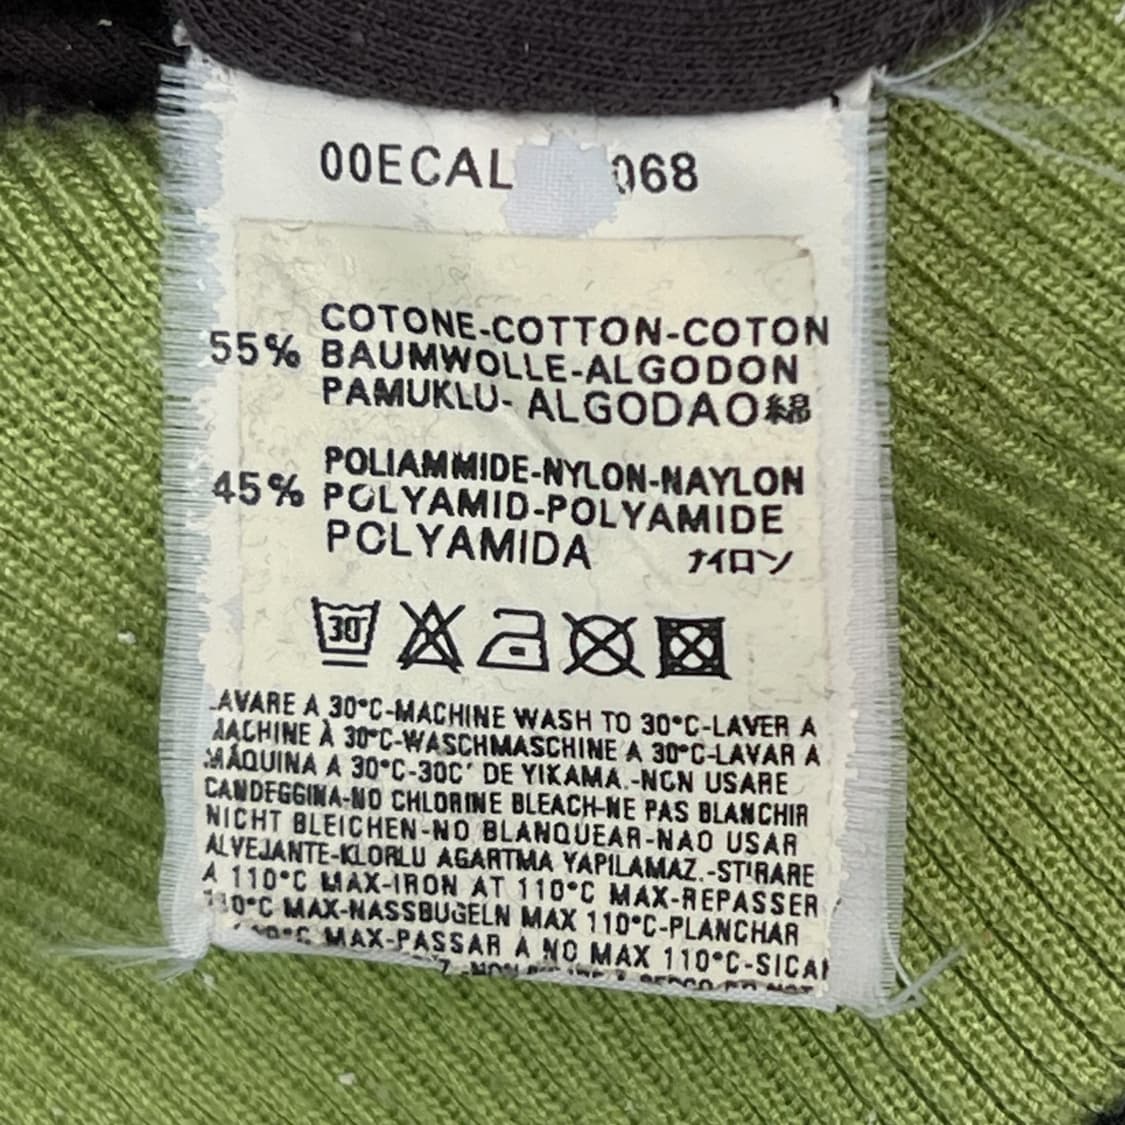 00ECAL 068
COTONE-COTTON-COTON
55% BAUMWOLLE-ALGODON
PAMUKLU- ALGODAO綿
POLIAMMIDE-NYLON-NAYLON
45% POLYAMID-POLYAMIDE
POLYAMIDA ナイロン
30
AVARE A 30°C-MACHINE WASH TO 30°C-LAVER A
MACHINE À 30°C-WASCHMASCHINE A 30°C-LAVAR A
MÁQUINA A 30°C-30C' DE YIKAMA.-NON USARE
CANDEGGINA-NO CHLORINE BLEACH-NE PAS BLANCHIR
NICHT BLEICHEN-NO BLANQUEAR-NAO USAR
ALVEJANTE-KLORLU AGARTMA YAPILAMAZ.-STIRARE
A 110°C MAX-IRON AT 110°C MAX-REPASSER
110°C MAX-NASSBUGELN MAX 110°C-PLANCHAR
110°C MAX-PASSAR A NO MAX 110°C-SICAK